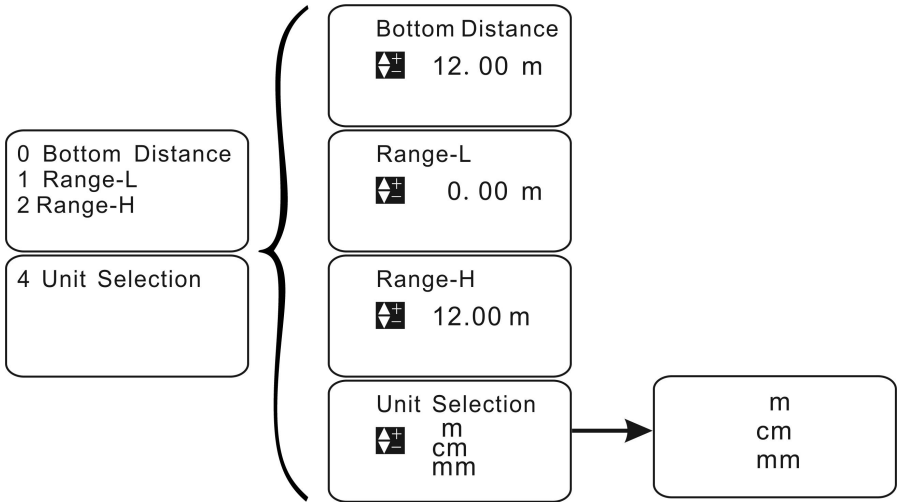 0 Bottom Distance
1 Range-L
2 Range-H
4 Unit Selection
Bottom Distance
12.00 m
Range-L
0.00 m
Range-H
12.00 m
Unit Selection
m
cm
mm
m
cm
mm